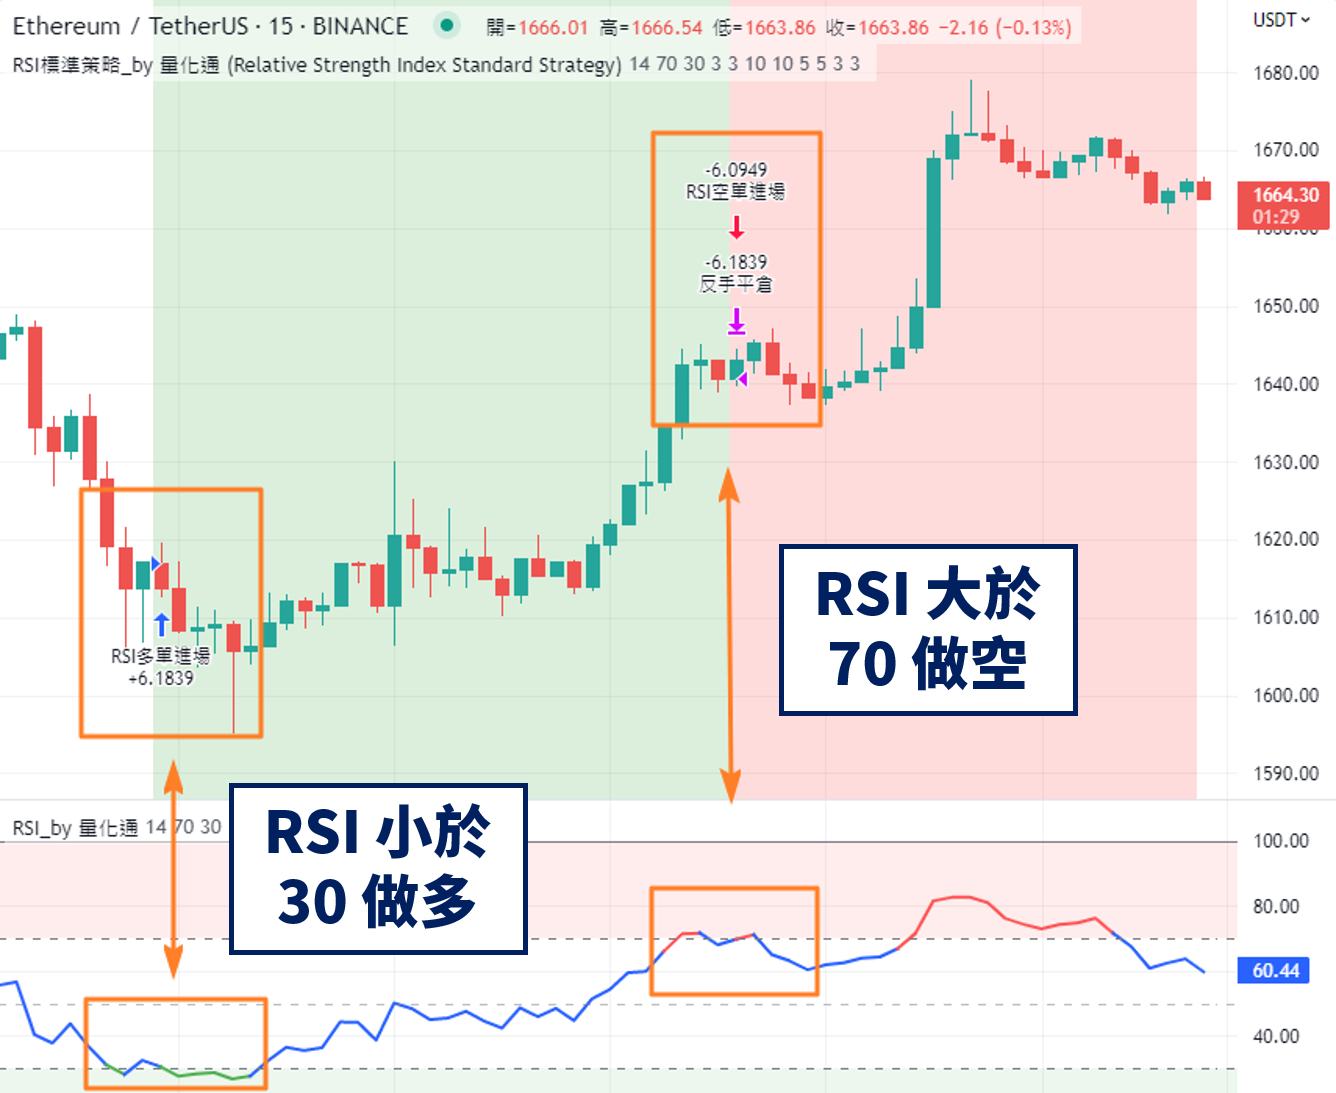 Ethereum / TetherUS · 15 · BINANCE 開=1666.01 高=1666.54 低=1663.86 收=1663.86 −2.16 (−0.13%)
USDT
RSI標準策略_by 量化通 (Relative Strength Index Standard Strategy) 14 70 30 3 3 10 10 5 5 3 3
1680.00
1670.00
-6.0949
RSI空單進場
1664.30
01:29
1660.00
-6.1839
反手平倉
1650.00
1640.00
1630.00
1620.00
RSI 大於
70 做空
1610.00
RSI多單進場
+6.1839
1600.00
1590.00
RSI 小於
30 做多
RSI_by 量化通 14 70 30
100.00
80.00
60.44
40.00